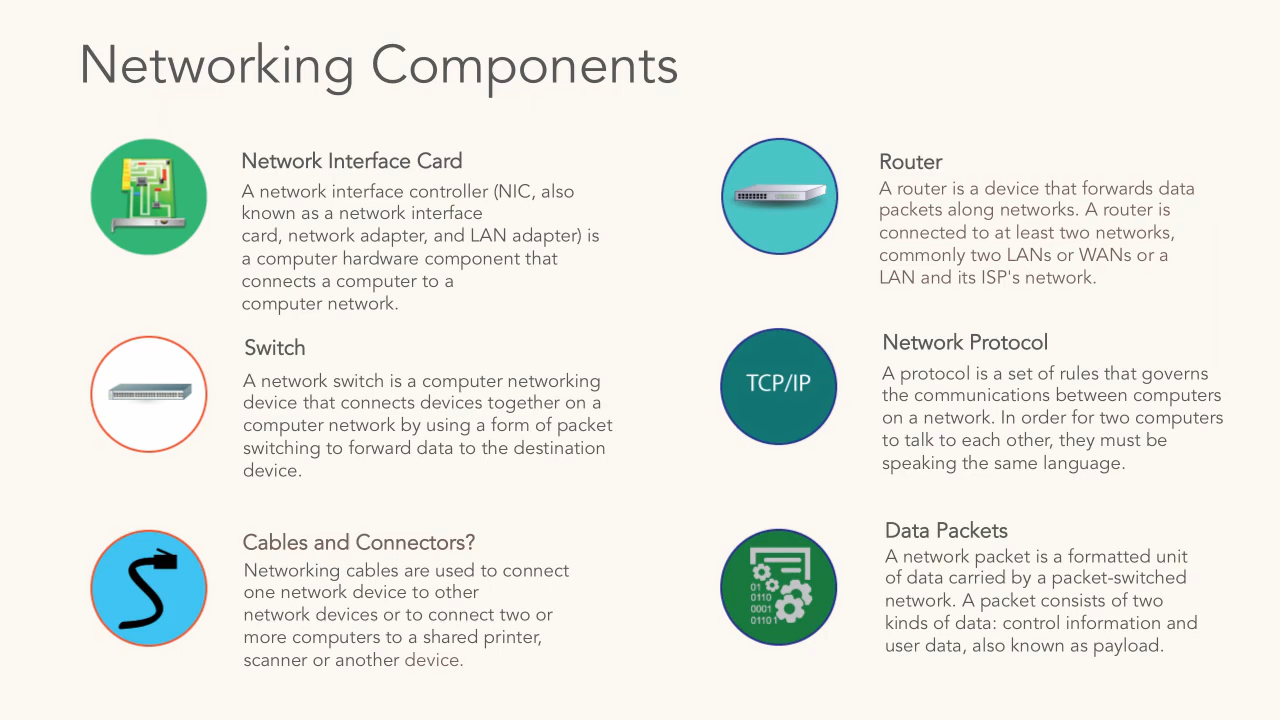 Networking Components
Network Interface Card
A network interface controller (NIC, also
known as a network interface
card, network adapter, and LAN adapter) is
a computer hardware component that
connects a computer to a
computer network.
Switch
A network switch is a computer networking
device that connects devices together on a
computer network by using a form of packet
switching to forward data to the destination
device.
Cables and Connectors?
Networking cables are used to connect
one network device to other
network devices or to connect two or
more computers to a shared printer,
scanner or another device.
Router
A router is a device that forwards data
packets along networks. A router is
connected to at least two networks,
commonly two LANs or WANs or a
LAN and its ISP's network.
TCP/IP
Network Protocol
A protocol is a set of rules that governs
the communications between computers
on a network. In order for two computers
to talk to each other, they must be
speaking the same language.
01
0110
0001
01101
Data Packets
A network packet is a formatted unit
of data carried by a packet-switched
network. A packet consists of two
kinds of data: control information and
user data, also known as payload.